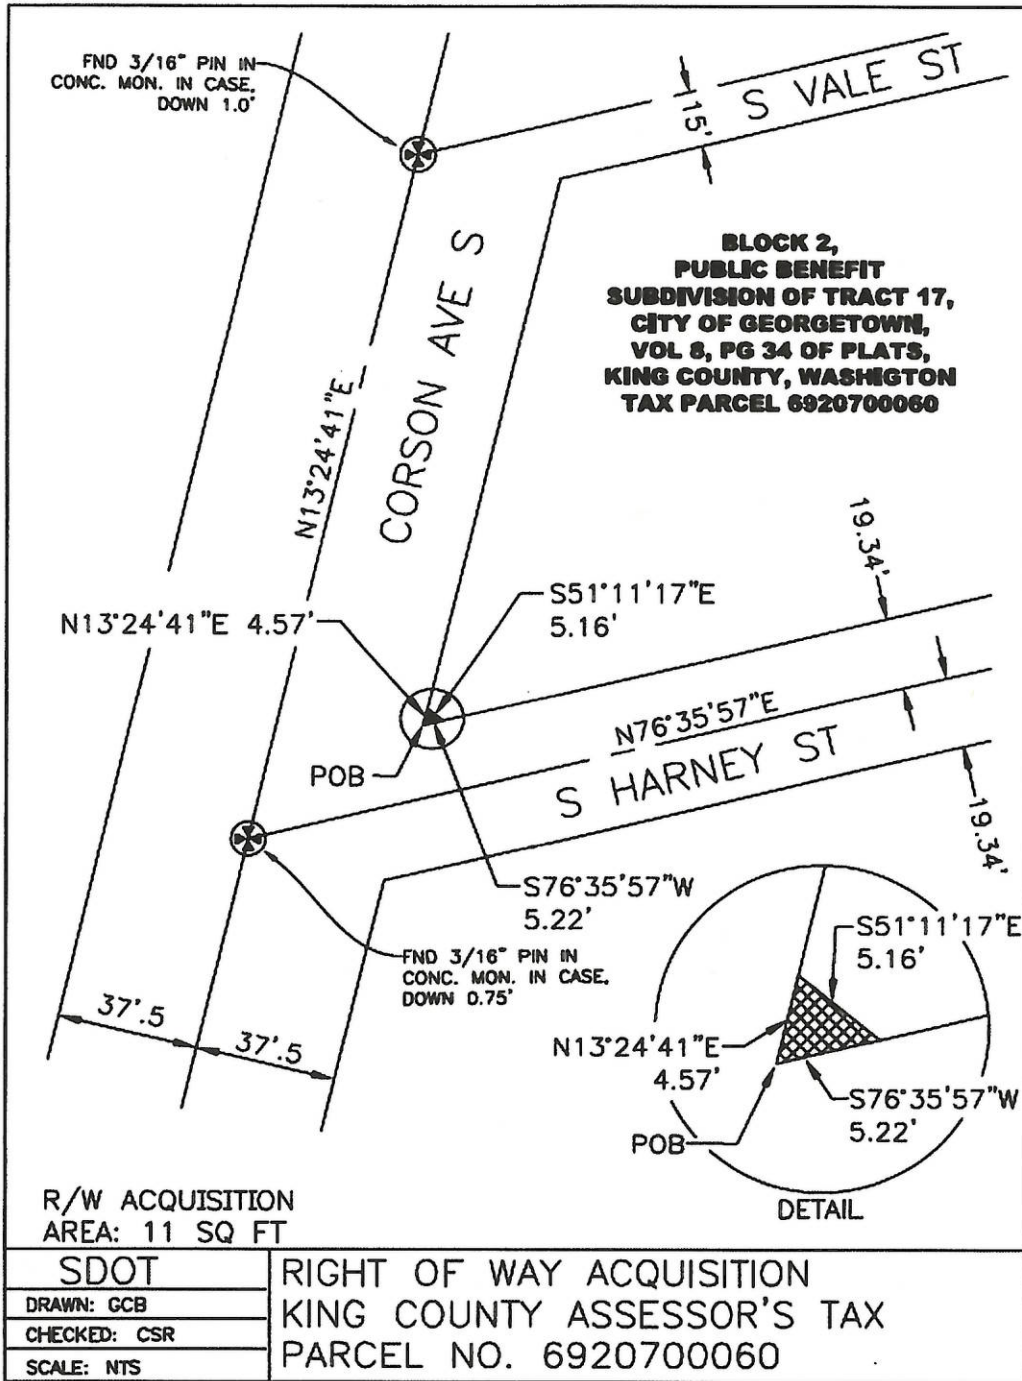 FND 3/16" PIN IN
CONC. MON. IN CASE,
DOWN 1.0'
15'
S VALE ST
BLOCK 2,
PUBLIC BENEFIT
SUBDIVISION OF TRACT 17,
CITY OF GEORGETOWN,
VOL 8, PG 34 OF PLATS,
KING COUNTY, WASHIGTON
TAX PARCEL 6920700060
CORSON AVE S
N13°24'41"E
19.34'
S51°11'17"E
5.16'
N13°24'41"E 4.57'
N76°35'57"E
POB
S HARNEY ST
19.34'
S76°35'57"W
5.22'
FND 3/16" PIN IN
CONC. MON. IN CASE,
DOWN 0.75'
37'.5
37'.5
S51°11'17"E
5.16'
N13°24'41"E
4.57'
S76°35'57"W
5.22'
POB
DETAIL
R/W ACQUISITION
AREA: 11 SQ FT
SDOT
DRAWN: GCB
CHECKED: CSR
SCALE: NTS
RIGHT OF WAY ACQUISITION
KING COUNTY ASSESSOR'S TAX
PARCEL NO. 6920700060